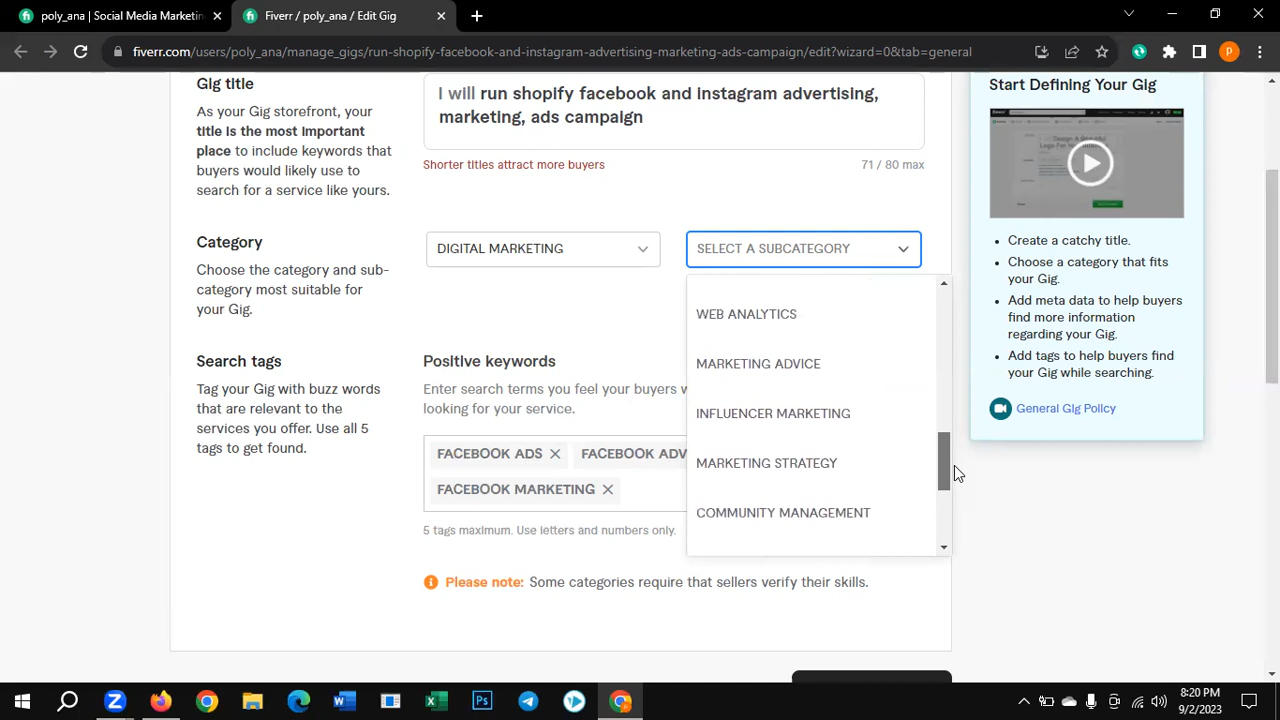 poly_ana | Social Media Marketin
Fiverr / poly_ana / Edit Gig
fiverr.com/users/poly_ana/manage_gigs/run-shopify-facebook-and-instagram-advertising-marketing-ads-campaign/edit?wizard=0&tab=general
p
Gig title
As your Gig storefront, your
title is the most important
place to include keywords that
buyers would likely use to
search for a service like yours.
I will run shopify facebook and instagram advertising,
marketing, ads campaign
Shorter titles attract more buyers
71 / 80 max
Category
Choose the category and sub-
category most suitable for
your Gig.
DIGITAL MARKETING
SELECT A SUBCATEGORY
WEB ANALYTICS
MARKETING ADVICE
INFLUENCER MARKETING
MARKETING STRATEGY
COMMUNITY MANAGEMENT
Search tags
Tag your Gig with buzz words
that are relevant to the
services you offer. Use all 5
tags to get found.
Positive keywords
Enter search terms you feel your buyers w
looking for your service.
FACEBOOK ADS
FACEBOOK ADV
FACEBOOK MARKETING
5 tags maximum. Use letters and numbers only.
Please note: Some categories require that sellers verify their skills.
Start Defining Your Gig
Create a catchy title.
Choose a category that fits
your Gig.
Add meta data to help buyers
find more information
regarding your Gig.
Add tags to help buyers find
your Gig while searching.
General Gig Policy
8:20 PM
9/2/2023